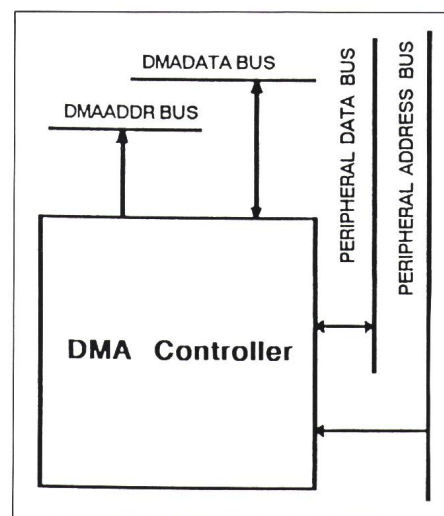 DMADATA BUS
DMAADDR BUS
PERIPHERAL DATA BUS
PERIPHERAL ADDRESS BUS
DMA Controller